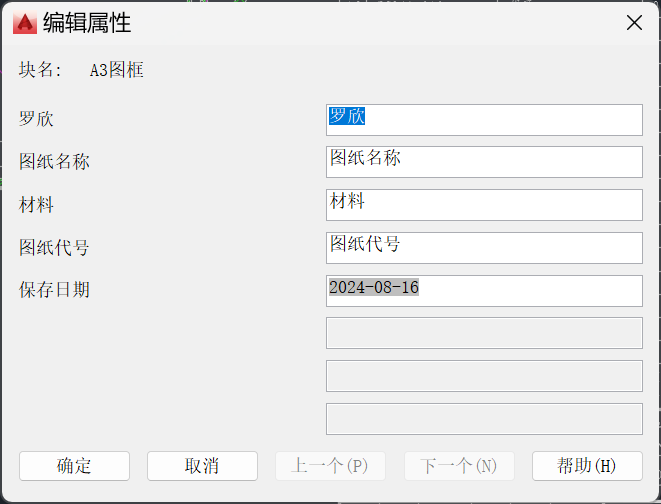 编辑属性
块名: A3图框
罗欣 罗欣
图纸名称 图纸名称
材料 材料
图纸代号 图纸代号
保存日期 2024-08-16
确定 取消 上一个(P) 下一个(N) 帮助(H)